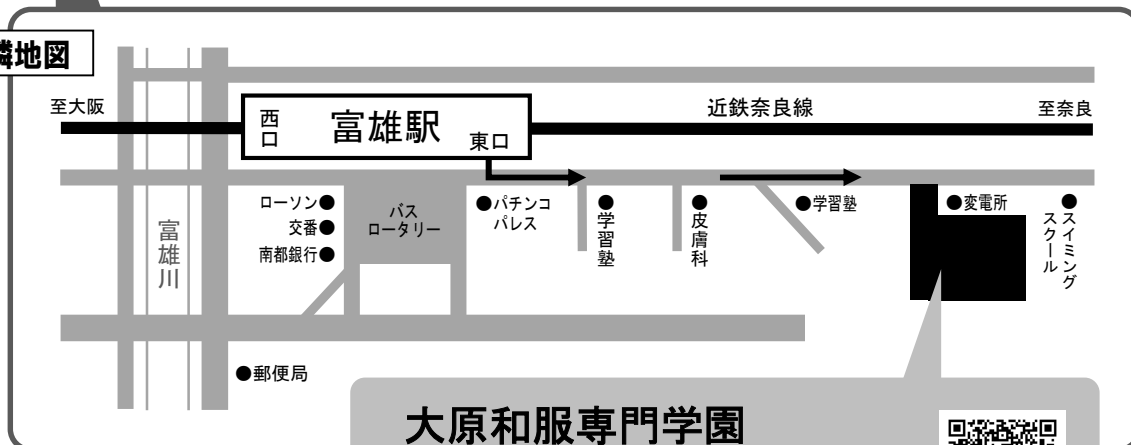 隣地図
至大阪
西口
富雄駅
東口
近鉄奈良線
至奈良
ローソン●
交番●
南都銀行●
バス
ロータリー
●パチンコ
パレス
●学習塾
●皮膚科
●学習塾
●変電所
●スイミング
スクール
富雄川
●郵便局
大原和服専門学園